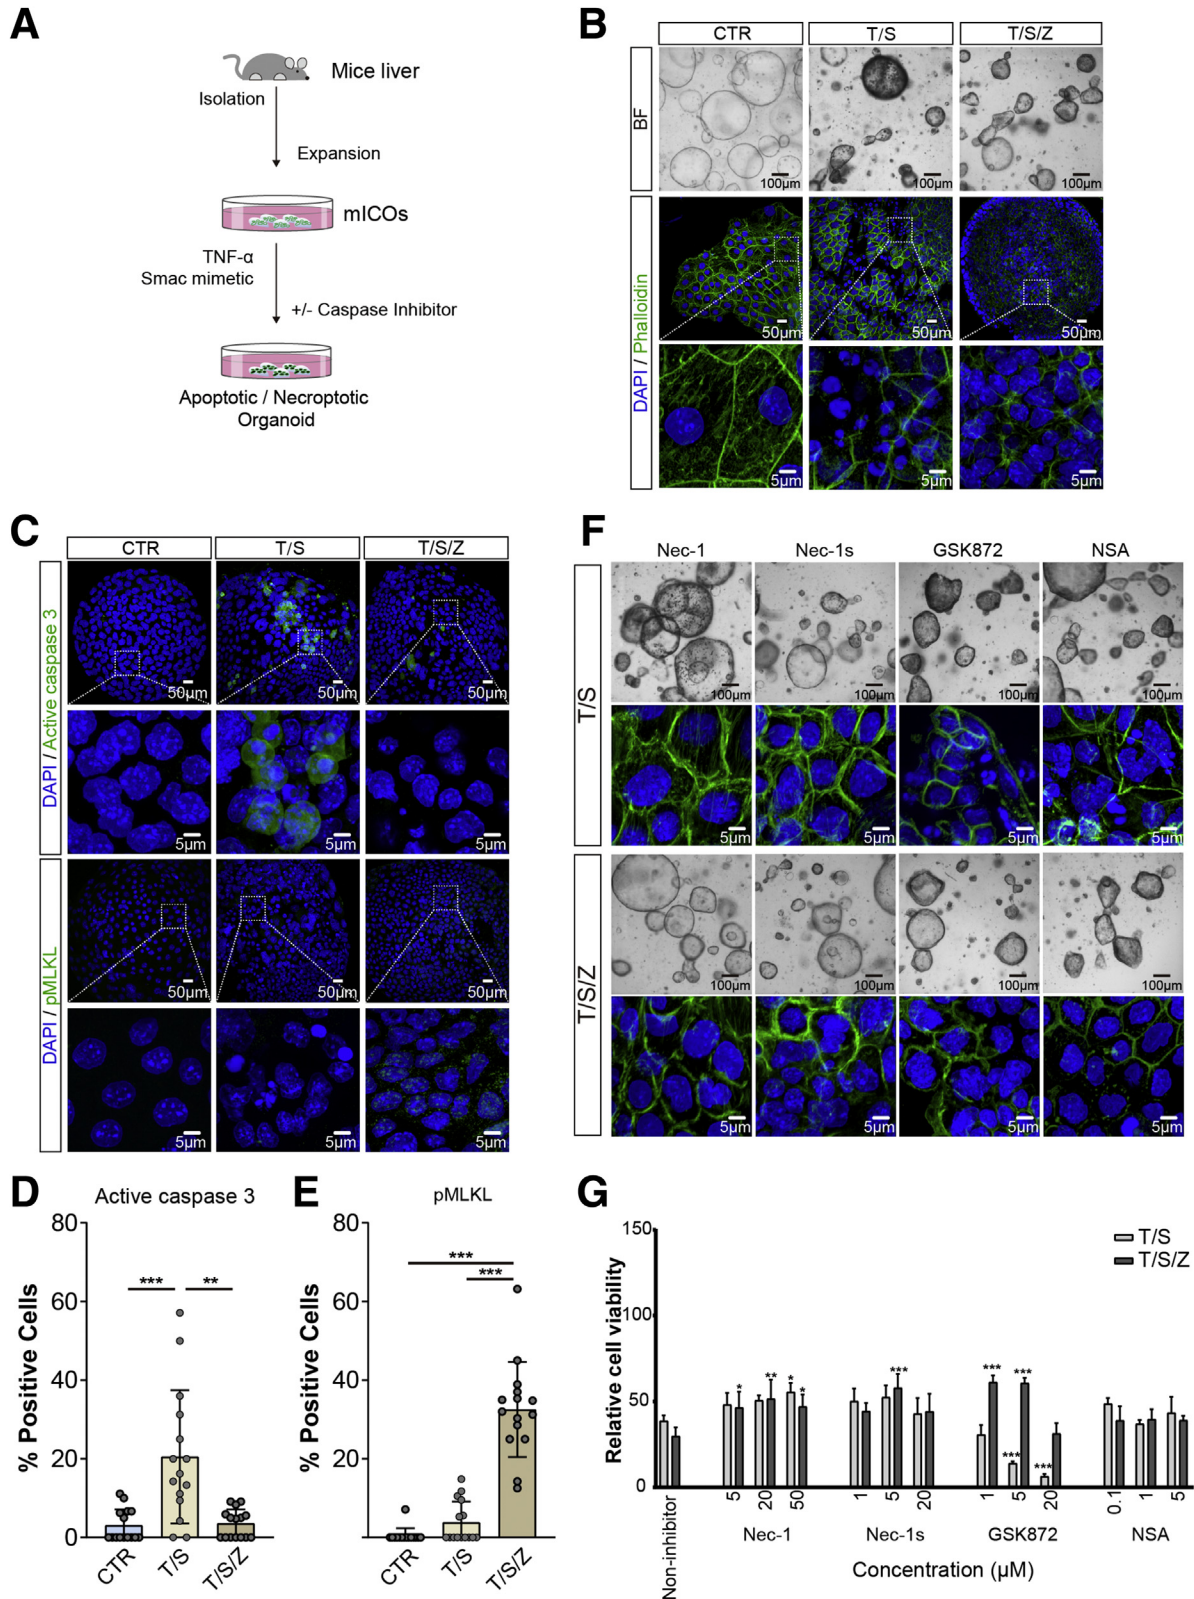 A
Mice liver
Isolation
Expansion
mICOs
TNF-α
Smac mimetic
+/- Caspase Inhibitor
Apoptotic / Necroptotic
Organoid
B
CTR T/S T/S/Z
BF
100μm 100μm 100μm
DAPI / Phalloidin
50μm 50μm 50μm
5μm 5μm 5μm
C
CTR T/S T/S/Z
DAPI / Active caspase 3
50μm 50μm 50μm
5μm 5μm 5μm
DAPI / pMLKL
50μm 50μm 50μm
5μm 5μm 5μm
F
Nec-1 Nec-1s GSK872 NSA
T/S
100μm 100μm 100μm 100μm
5μm 5μm 5μm 5μm
T/S/Z
100μm 100μm 100μm 100μm
5μm 5μm 5μm 5μm
D
Active caspase 3
% Positive Cells
80
60
40
20
0
*** **
CTR T/S T/S/Z
E
pMLKL
% Positive Cells
80
60
40
20
0
***
***
CTR T/S T/S/Z
G
Relative cell viability
150
100
50
0
T/S
T/S/Z
* ** * * *** *** *** *** ***
Non-inhibitor
5 20 50 1 5 20 1 5 20 0.1 1 5
Nec-1 Nec-1s GSK872 NSA
Concentration (μM)